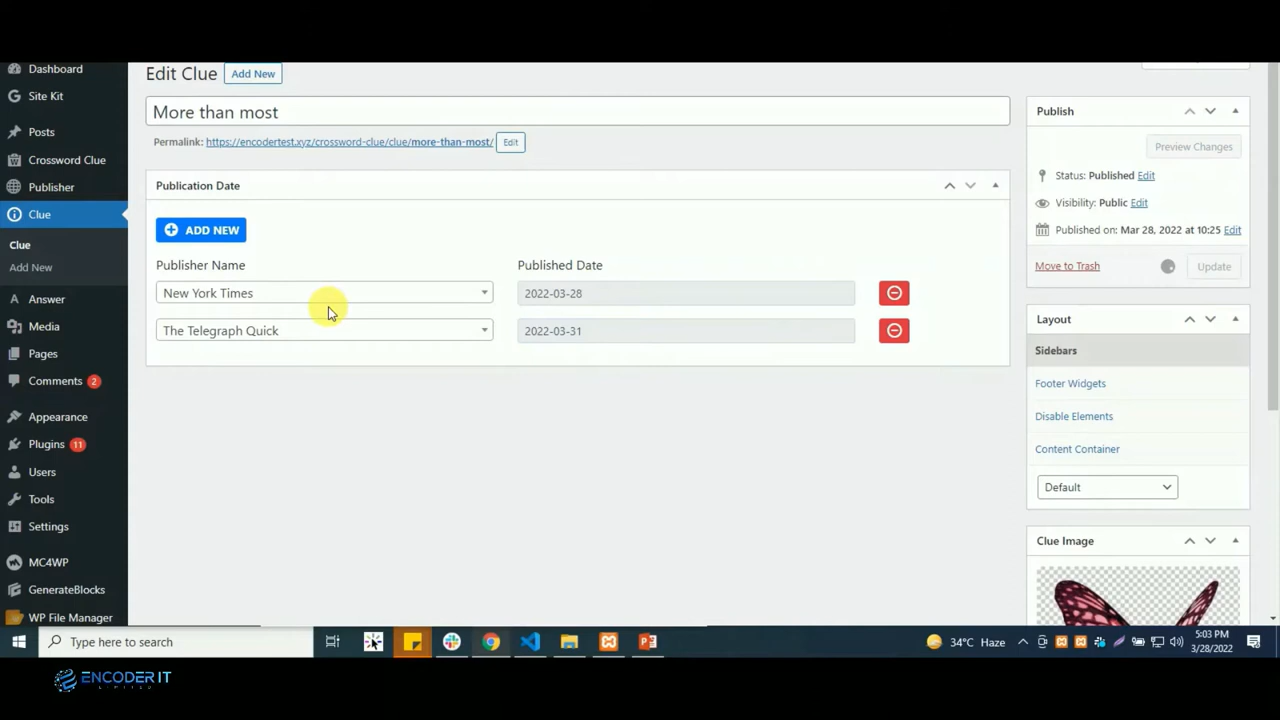 Dashboard
Site Kit
Posts
Crossword Clue
Publisher
Clue
Clue
Add New
Answer
Media
Pages
Comments 2
Appearance
Plugins 11
Users
Tools
Settings
MC4WP
GenerateBlocks
WP File Manager
Edit Clue Add New
More than most
Permalink: https://encodertest.xyz/crossword-clue/clue/more-than-most/ Edit
Publication Date
ADD NEW
Publisher Name Published Date
New York Times 2022-03-28
The Telegraph Quick 2022-03-31
Publish
Preview Changes
Status: Published Edit
Visibility: Public Edit
Published on: Mar 28, 2022 at 10:25 Edit
Move to Trash Update
Layout
Sidebars
Footer Widgets
Disable Elements
Content Container
Default
Clue Image
Type here to search
34°C Haze
5:03 PM
3/28/2022
ENCODER IT
LIMITED